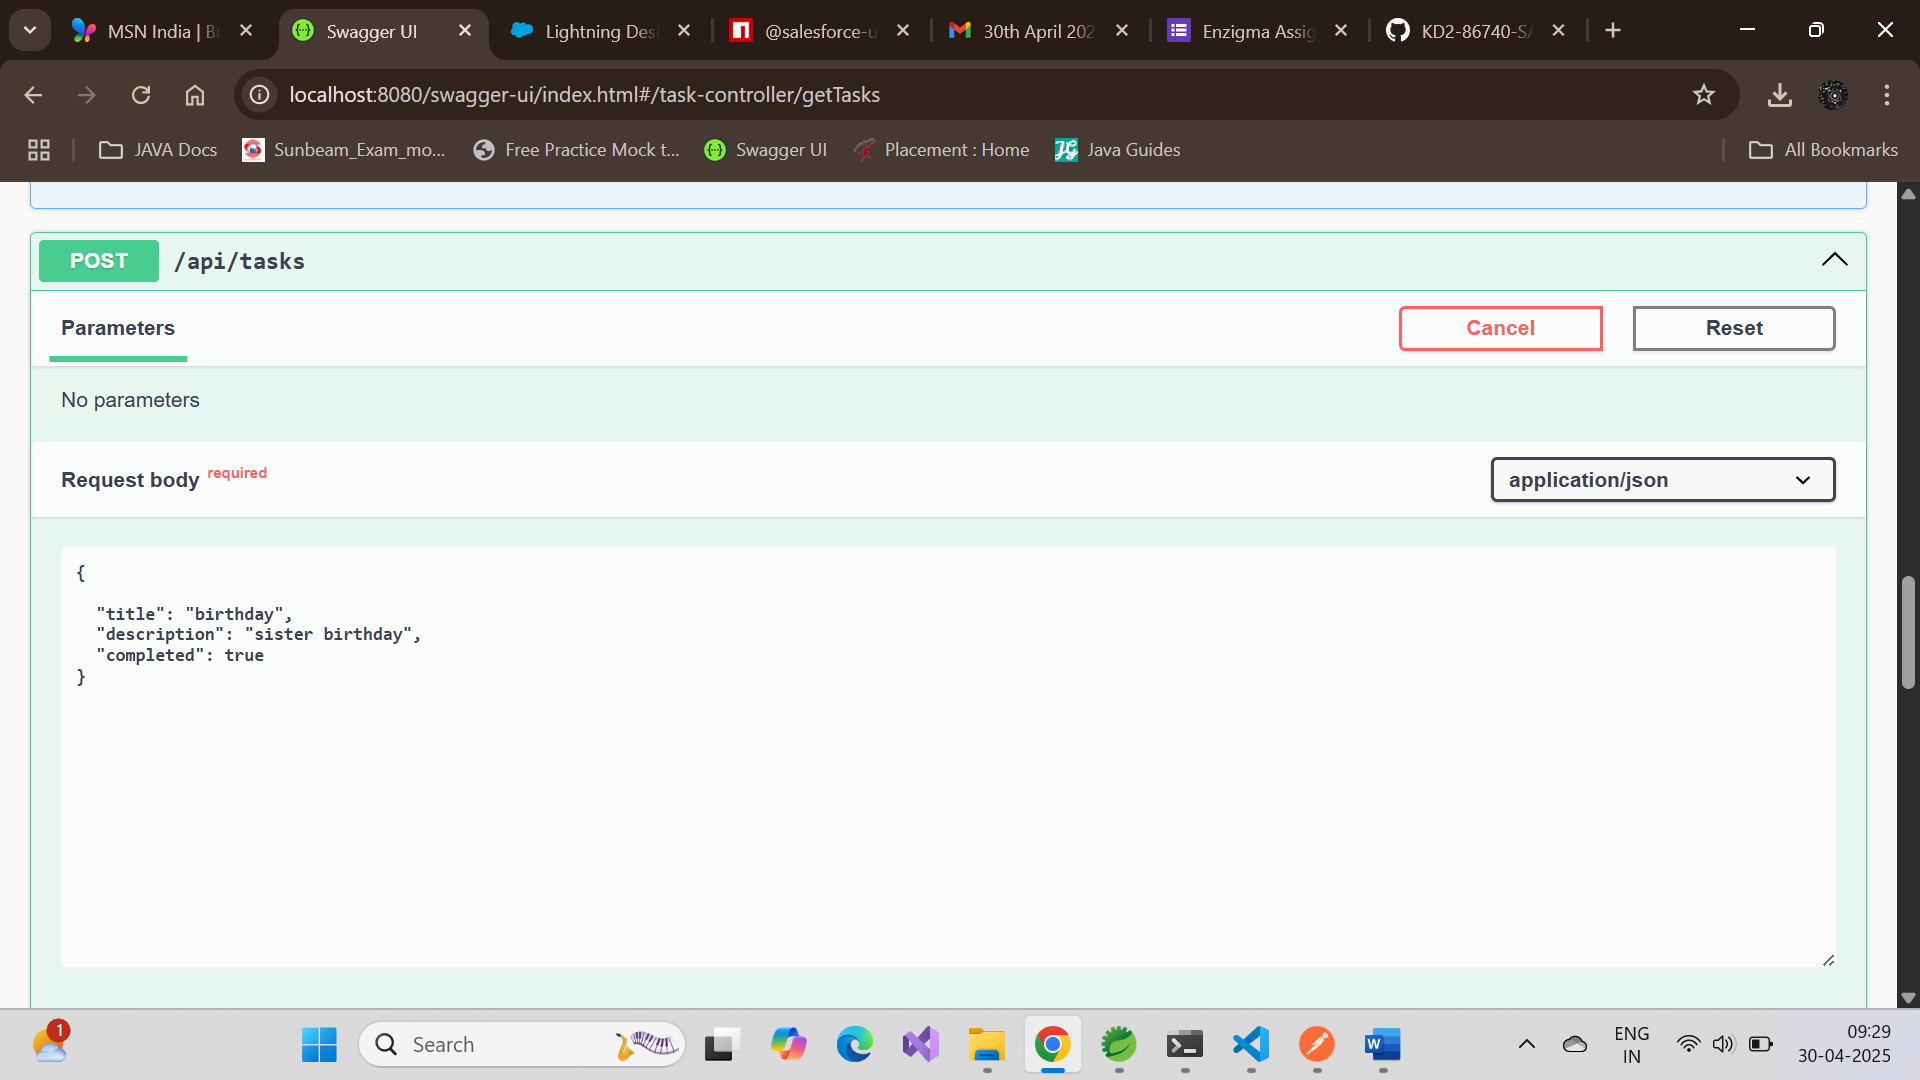 MSN India | Br
Swagger UI
Lightning Desi
@salesforce-u
30th April 202
Enzigma Assig
KD2-86740-SA
localhost:8080/swagger-ui/index.html#/task-controller/getTasks
JAVA Docs
Sunbeam_Exam_mo...
Free Practice Mock t...
Swagger UI
Placement : Home
Java Guides
All Bookmarks
POST /api/tasks
Parameters
Cancel
Reset
No parameters
Request body required
application/json
{
"title": "birthday",
"description": "sister birthday",
"completed": true
}
1
Search
ENG
IN
09:29
30-04-2025